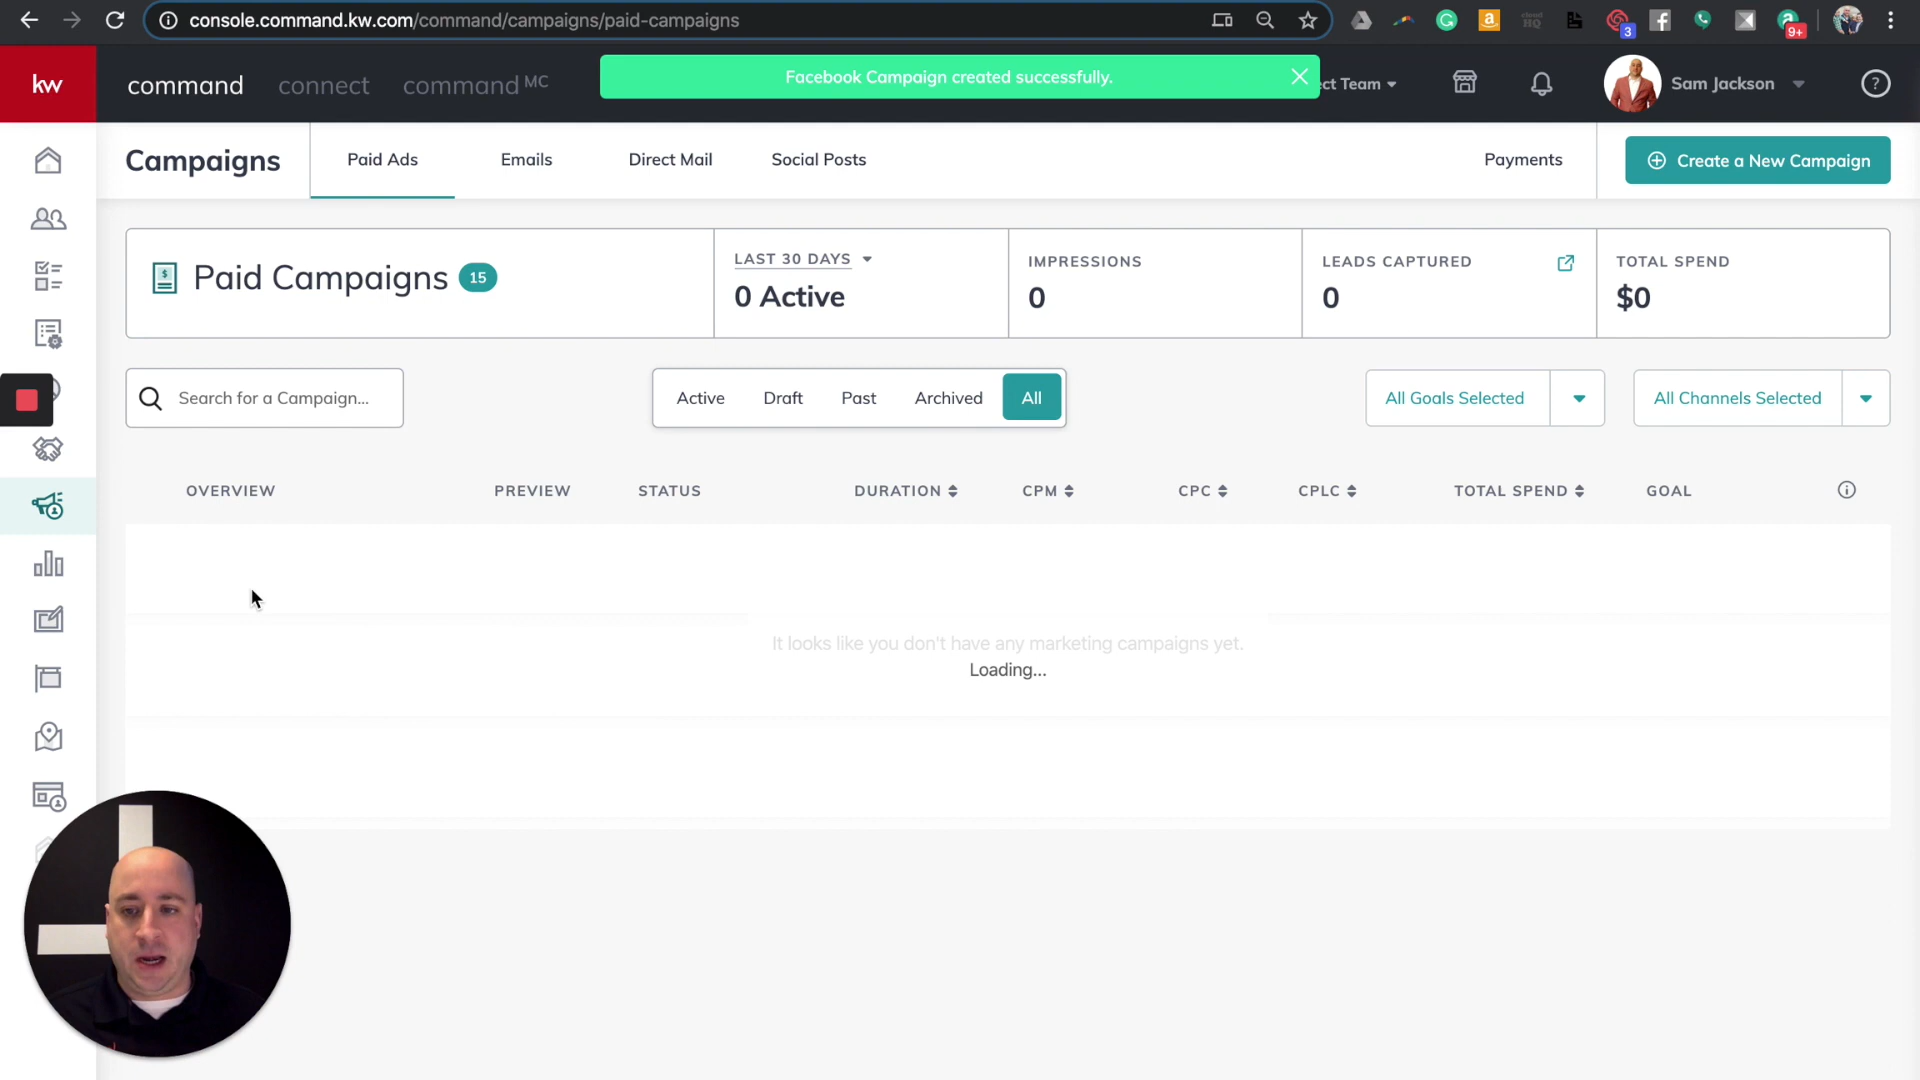 console.command.kw.com/command/campaigns/paid-campaigns
3
9+
kw
command
connect
command MC
Facebook Campaign created successfully.
ect Team
Sam Jackson
?
Campaigns
Paid Ads
Emails
Direct Mail
Social Posts
Payments
Create a New Campaign
Paid Campaigns 15
LAST 30 DAYS
0 Active
IMPRESSIONS
0
LEADS CAPTURED
0
TOTAL SPEND
$0
Search for a Campaign...
Active
Draft
Past
Archived
All
All Goals Selected
All Channels Selected
OVERVIEW
PREVIEW
STATUS
DURATION
CPM
CPC
CPLC
TOTAL SPEND
GOAL
It looks like you don't have any marketing campaigns yet.
Loading...